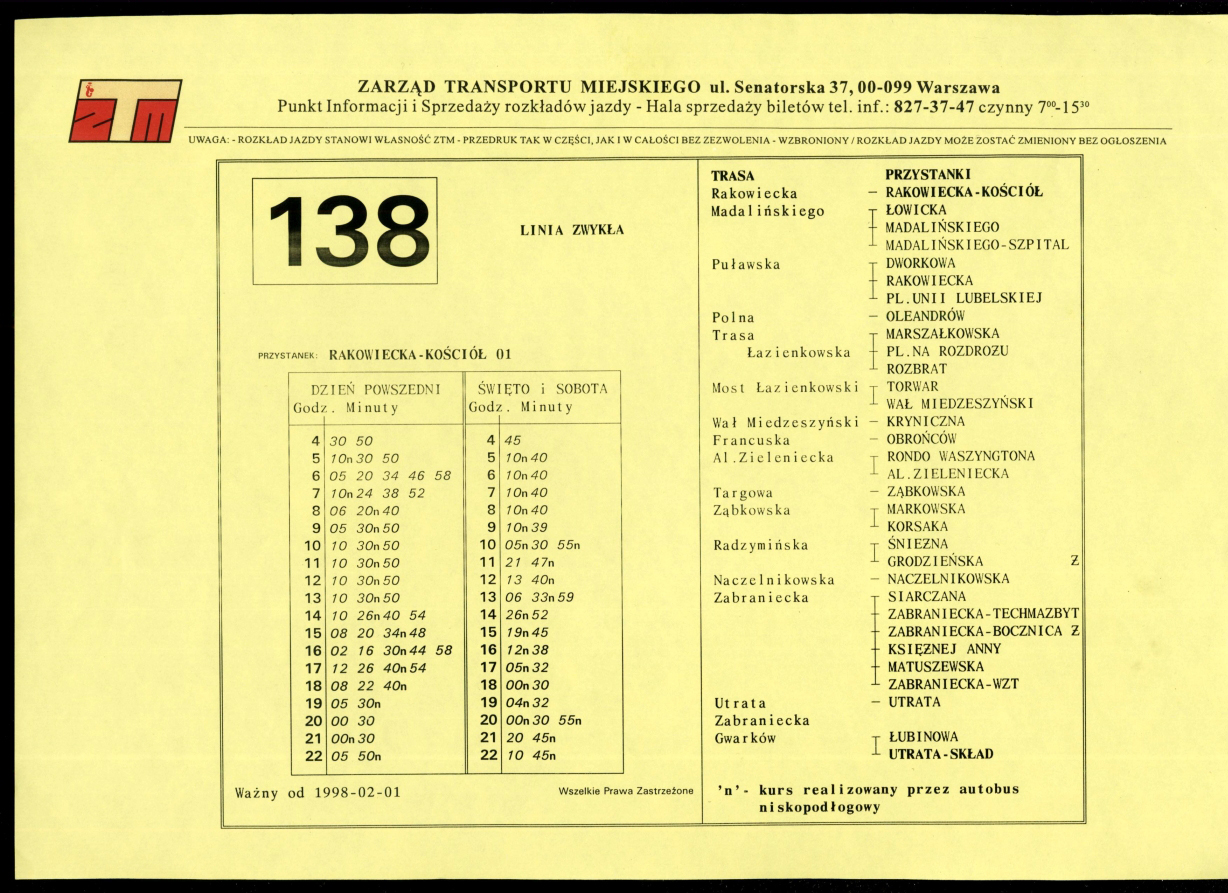 ZARZĄD TRANSPORTU MIEJSKIEGO ul. Senatorska 37, 00-099 Warszawa
Punkt Informacji i Sprzedaży rozkładów jazdy - Hala sprzedaży biletów tel. inf.: 827-37-47 czynny 7⁰⁰-15³⁰
UWAGA: - ROZKŁAD JAZDY STANOWI WŁASNOŚĆ ZTM - PRZEDRUK TAK W CZĘŚCI, JAK I W CAŁOŚCI BEZ ZEZWOLENIA - WZBRONIONY / ROZKŁAD JAZDY MOŻE ZOSTAĆ ZMIENIONY BEZ OGŁOSZENIA
138
LINIA ZWYKŁA
PRZYSTANEK: RAKOWIECKA-KOŚCIÓŁ 01
DZIEŃ POWSZEDNI ŚWIĘTO i SOBOTA
Godz. Minuty Godz. Minuty
4 30 50 4 45
5 10n 30 50 5 10n 40
6 05 20 34 46 58 6 10n 40
7 10n 24 38 52 7 10n 40
8 06 20n 40 8 10n 40
9 05 30n 50 9 10n 39
10 10 30n 50 10 05n 30 55n
11 10 30n 50 11 21 47n
12 10 30n 50 12 13 40n
13 10 30n 50 13 06 33n 59
14 10 26n 40 54 14 26n 52
15 08 20 34n 48 15 19n 45
16 02 16 30n 44 58 16 12n 38
17 12 26 40n 54 17 05n 32
18 08 22 40n 18 00n 30
19 05 30n 19 04n 32
20 00 30 20 00n 30 55n
21 00n 30 21 20 45n
22 05 50n 22 10 45n
Ważny od 1998-02-01 Wszelkie Prawa Zastrzeżone
TRASA PRZYSTANKI
Rakowiecka - RAKOWIECKA-KOŚCIÓŁ
Madalińskiego ŁOWICKA
MADALIŃSKIEGO
MADALIŃSKIEGO-SZPITAL
Puławska DWORKOWA
RAKOWIECKA
PL.UNII LUBELSKIEJ
Polna - OLEANDRÓW
Trasa MARSZAŁKOWSKA
Łazienkowska PL.NA ROZDROŻU
ROZBRAT
Most Łazienkowski TORWAR
WAŁ MIEDZESZYŃSKI
Wał Miedzeszyński - KRYNICZNA
Francuska - OBROŃCÓW
Al.Zieleniecka RONDO WASZYNGTONA
AL.ZIELENIECKA
Targowa - ZĄBKOWSKA
Ząbkowska MARKOWSKA
KORSAKA
Radzymińska ŚNIEŻNA
GRODZIEŃSKA Ż
Naczelnikowska - NACZELNIKOWSKA
Zabraniecka SIARCZANA
ZABRANIECKA-TECHMAZBYT
ZABRANIECKA-BOCZNICA Ż
KSIĘŻNEJ ANNY
MATUSZEWSKA
ZABRANIECKA-WZT
Utrata - UTRATA
Zabraniecka
Gwarków ŁUBINOWA
UTRATA-SKŁAD
'n'- kurs realizowany przez autobus
niskopodłogowy